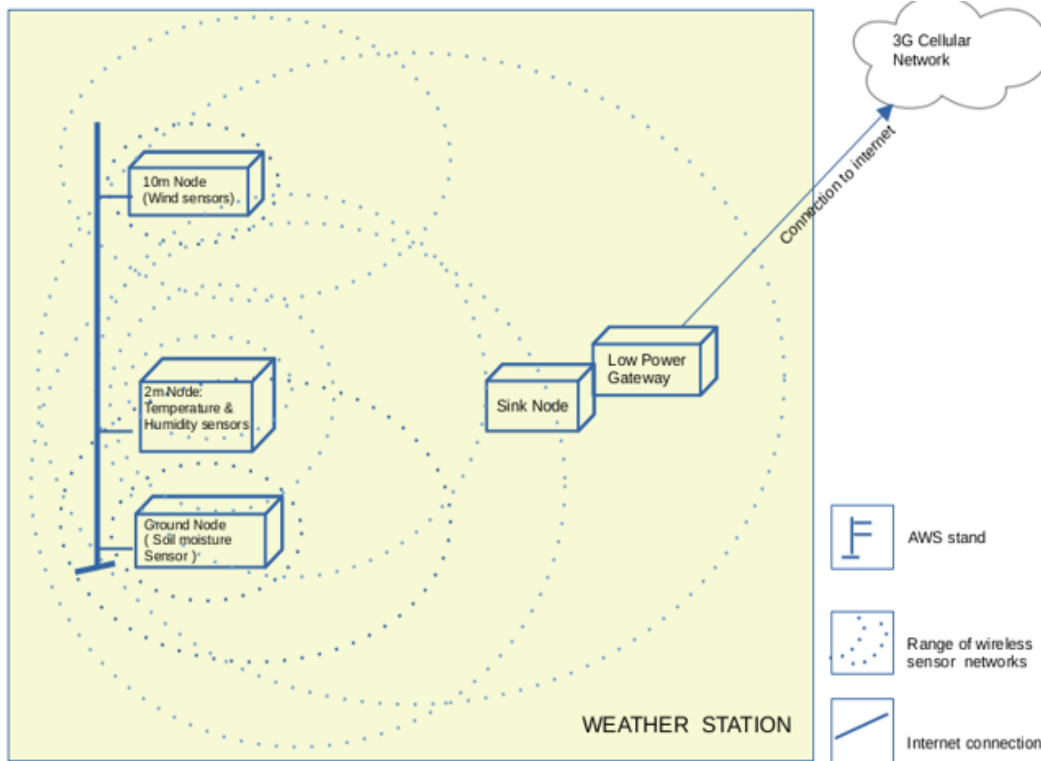 3G Cellular
Network
Connection to internet
10m Node
(Wind sensors)
2m Node:
Temperature &
Humidity sensors
Ground Node
( Soil moisture
Sensor )
Sink Node
Low Power
Gateway
AWS stand
Range of wireless
sensor networks
WEATHER STATION
Internet connection